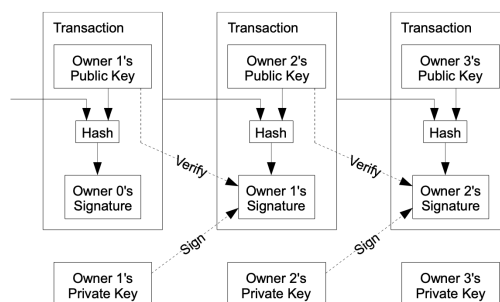 Transaction
Owner 1's
Public Key
Hash
Owner 0's
Signature
Transaction
Owner 2's
Public Key
Hash
Verify
Owner 1's
Signature
Sign
Transaction
Owner 3's
Public Key
Hash
Verify
Owner 2's
Signature
Sign
Owner 1's
Private Key
Owner 2's
Private Key
Owner 3's
Private Key